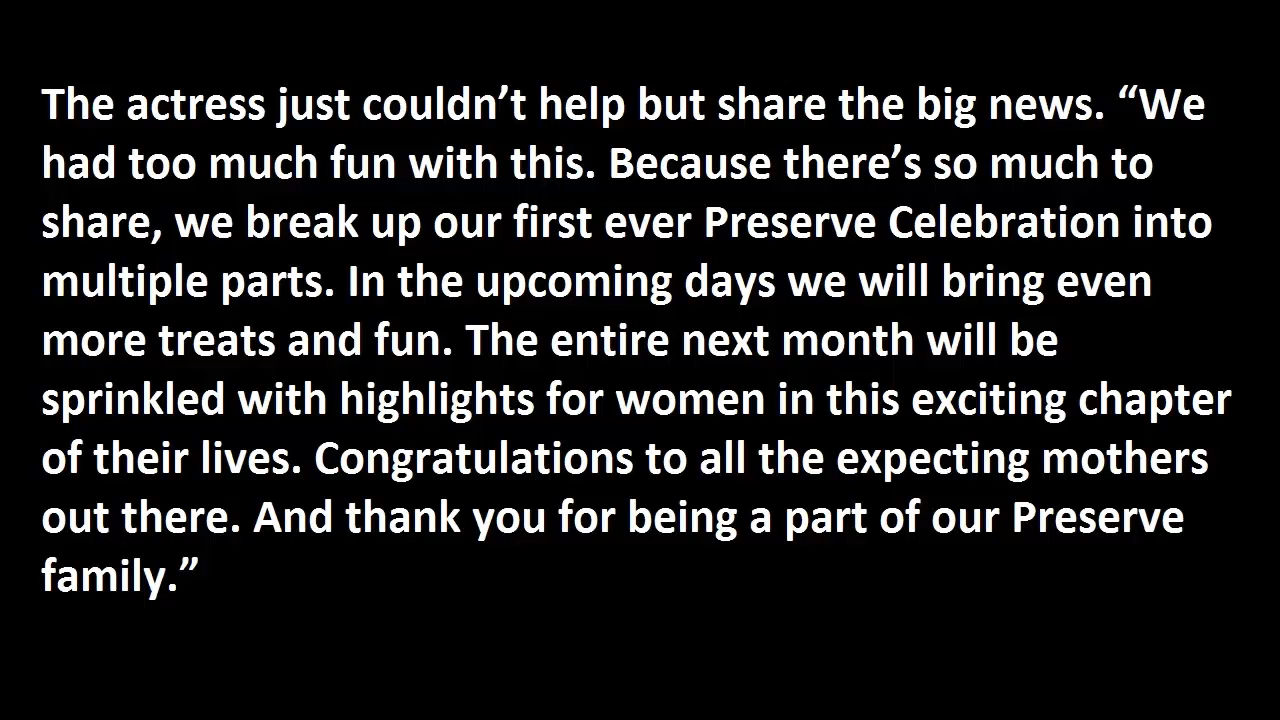 The actress just couldn’t help but share the big news. “We
had too much fun with this. Because there’s so much to
share, we break up our first ever Preserve Celebration into
multiple parts. In the upcoming days we will bring even
more treats and fun. The entire next month will be
sprinkled with highlights for women in this exciting chapter
of their lives. Congratulations to all the expecting mothers
out there. And thank you for being a part of our Preserve
family.”